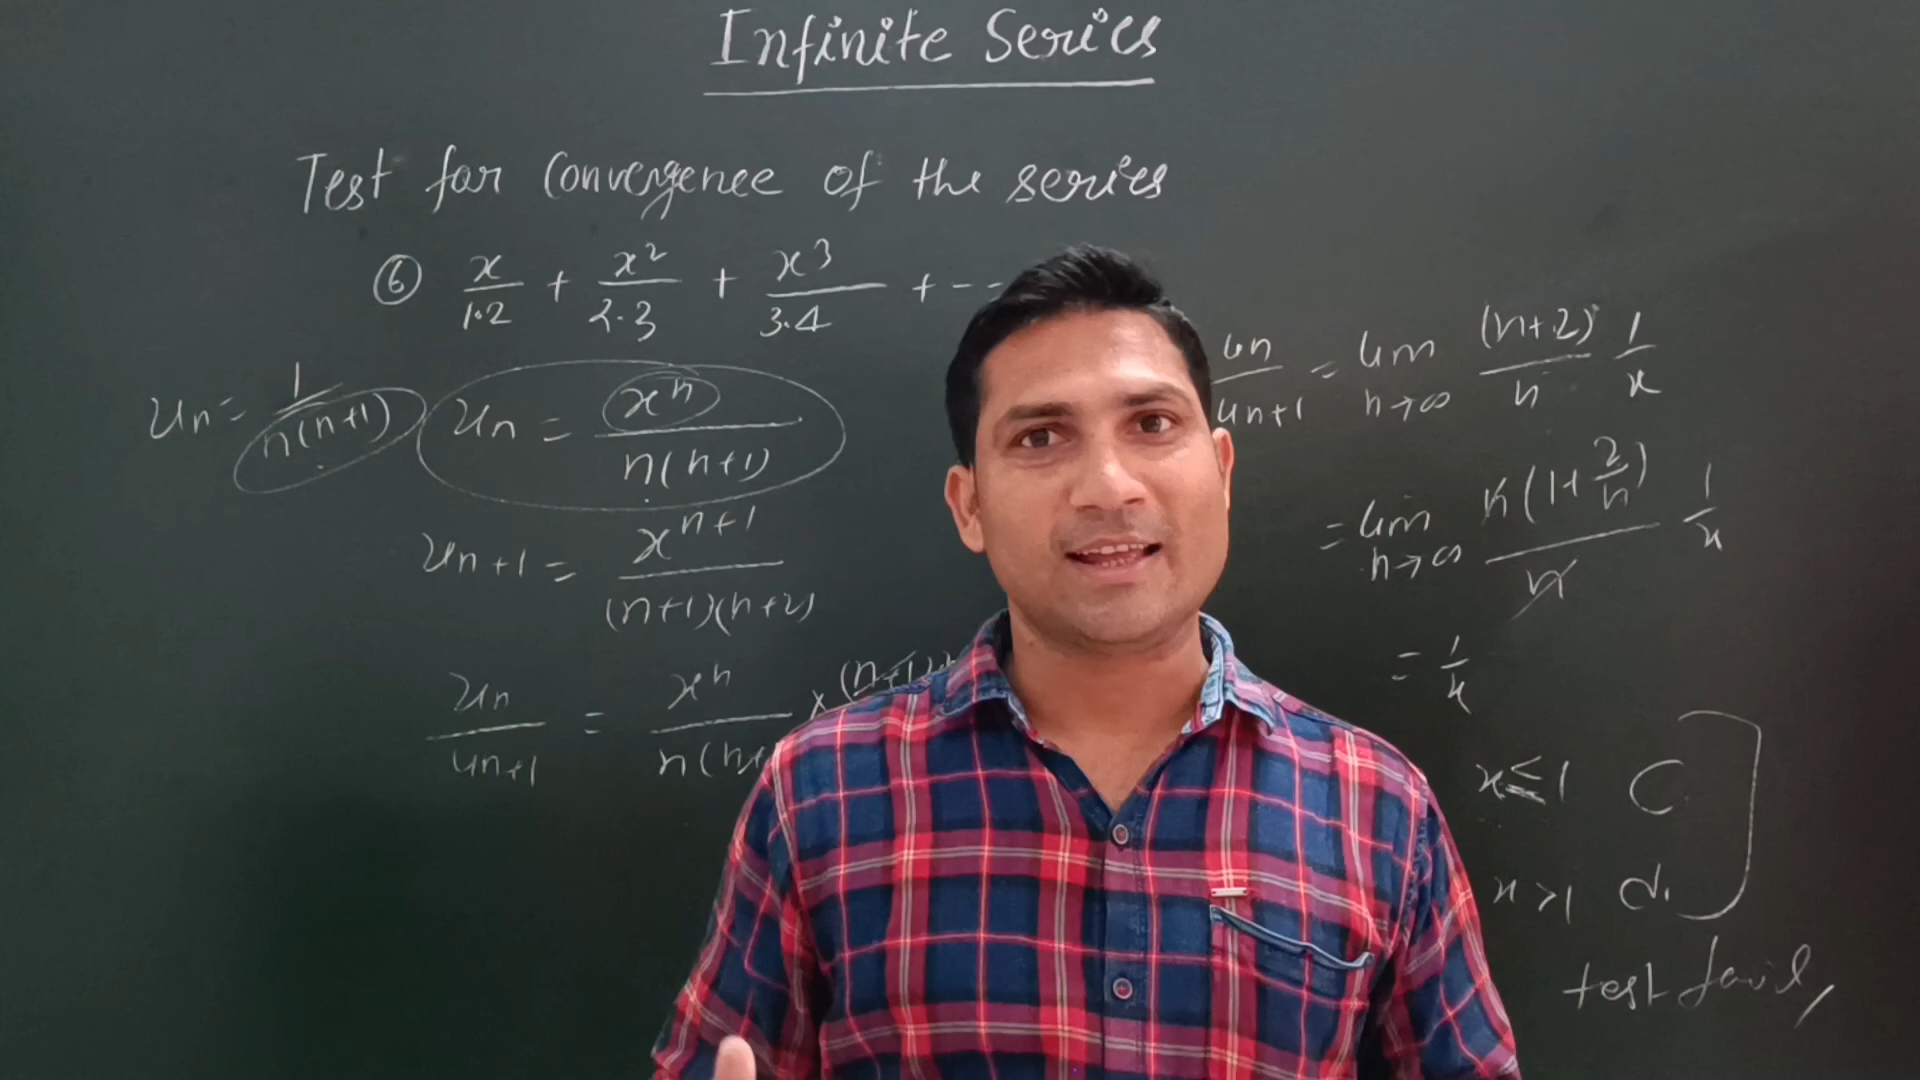 Infinite Series
Test for Convergence of the series
⑥ x/1.2 + x²/2.3 + x³/3.4 + ---
un = 1/n(n+1)
un = xⁿ/n(n+1)
un+1 = xⁿ⁺¹/(n+1)(n+2)
un/un+1 = xⁿ/n(n+ × (n+1)
un/un+1 = lim n→∞ (n+2)/n 1/x
= lim n→∞ n(1+2/n)/n 1/x
= 1/x
x≤1 C
x>1 d.
test fail,